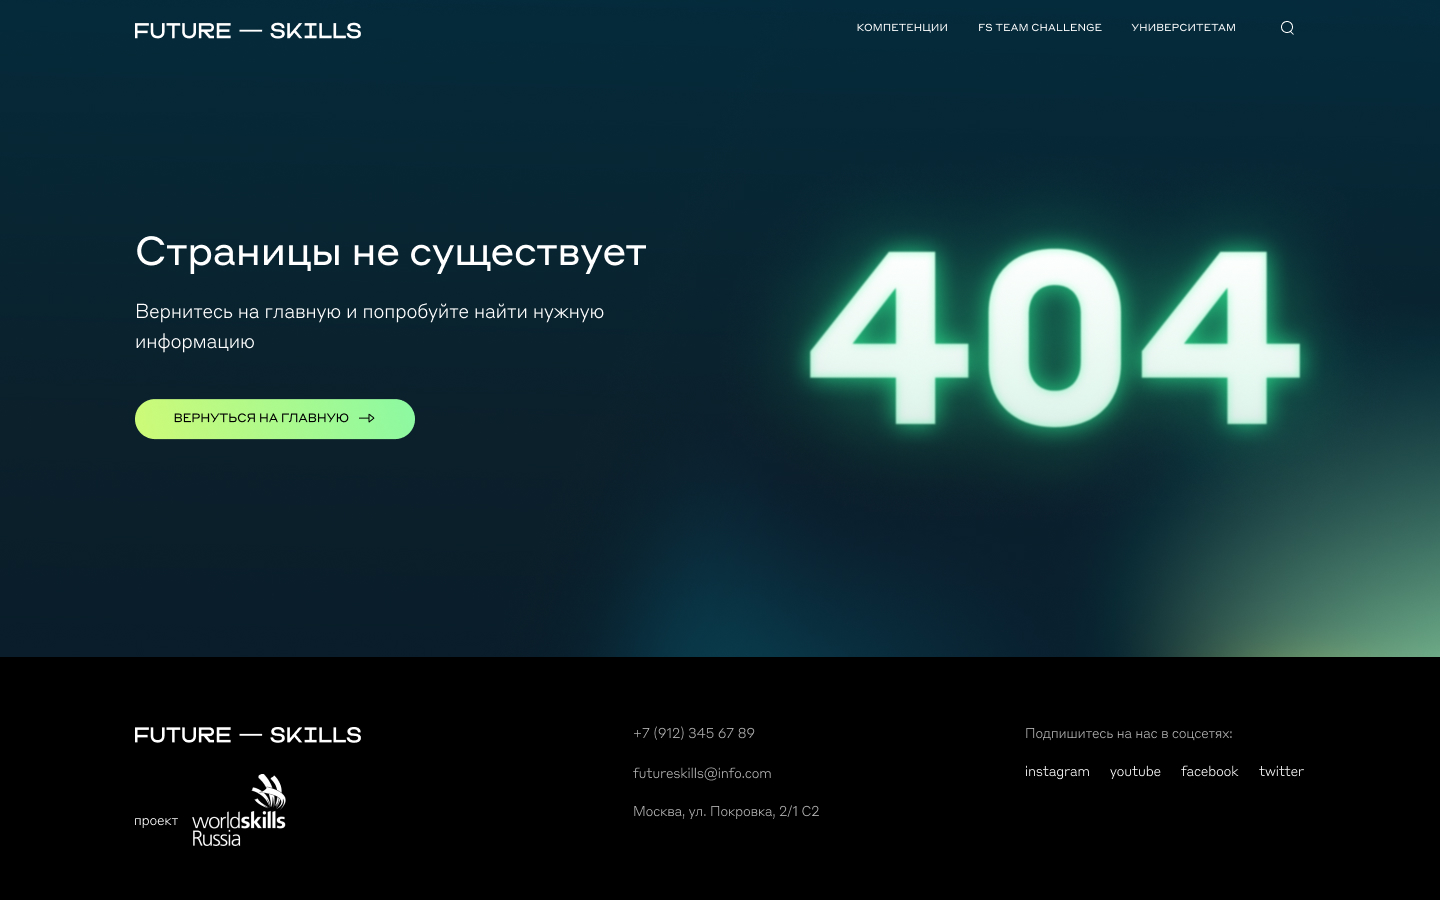 FUTURE — SKILLS
КОМПЕТЕНЦИИ
FS TEAM CHALLENGE
УНИВЕРСИТЕТАМ
Страницы не существует
Вернитесь на главную и попробуйте найти нужную
информацию
ВЕРНУТЬСЯ НА ГЛАВНУЮ
404
FUTURE — SKILLS
проект
worldskills
Russia
+7 (912) 345 67 89
futureskills@info.com
Москва, ул. Покровка, 2/1 С2
Подпишитесь на нас в соцсетях:
instagram youtube facebook twitter